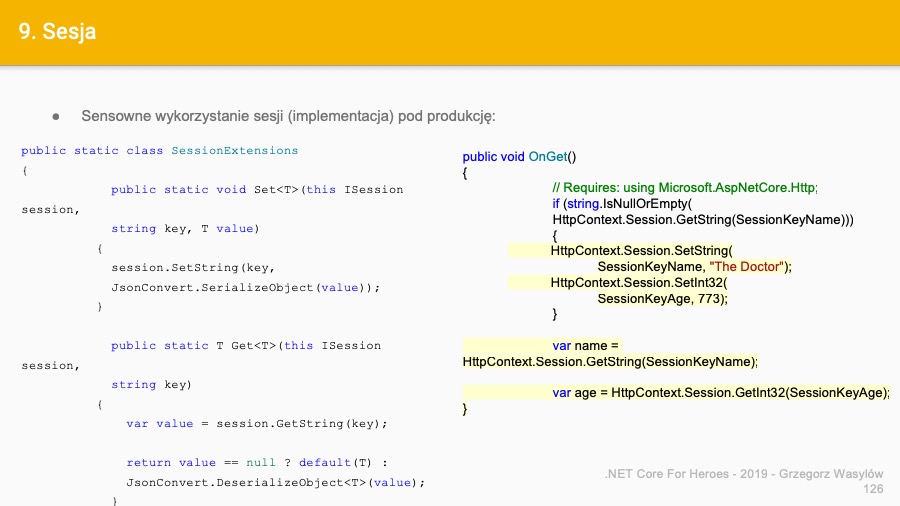 9. Sesja
● Sensowne wykorzystanie sesji (implementacja) pod produkcję:
public static class SessionExtensions
{
public static void Set<T>(this ISession
session,
string key, T value)
{
session.SetString(key,
JsonConvert.SerializeObject(value));
}
public static T Get<T>(this ISession
session,
string key)
{
var value = session.GetString(key);
return value == null ? default(T) :
JsonConvert.DeserializeObject<T>(value);
}
public void OnGet()
{
// Requires: using Microsoft.AspNetCore.Http;
if (string.IsNullOrEmpty(
HttpContext.Session.GetString(SessionKeyName)))
{
HttpContext.Session.SetString(
SessionKeyName, "The Doctor");
HttpContext.Session.SetInt32(
SessionKeyAge, 773);
}
var name =
HttpContext.Session.GetString(SessionKeyName);
var age = HttpContext.Session.GetInt32(SessionKeyAge);
}
.NET Core For Heroes - 2019 - Grzegorz Wasylów
126